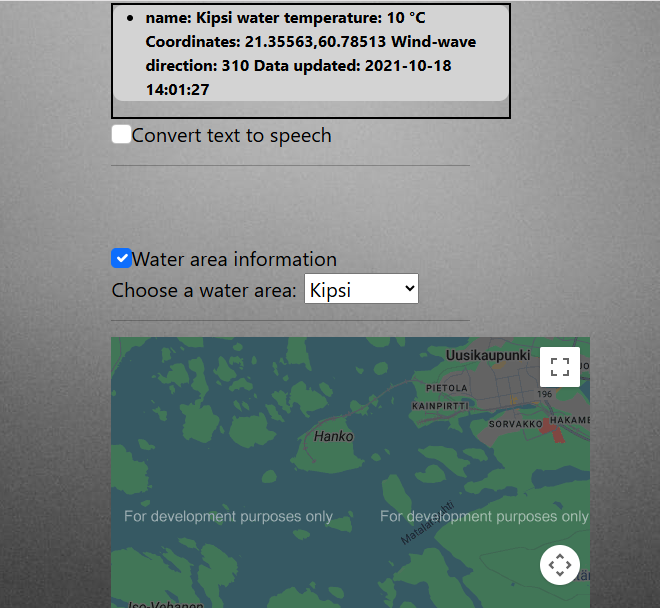 name: Kipsi water temperature: 10 °C
Coordinates: 21.35563,60.78513 Wind-wave
direction: 310 Data updated: 2021-10-18
14:01:27
Convert text to speech
Water area information
Choose a water area: Kipsi
Uusikaupunki
PIETOLA
196
KAINPIRTTI
SORVAKKO
HAKAME
Hanko
For development purposes only
For development purposes only
Iso-Vehanen